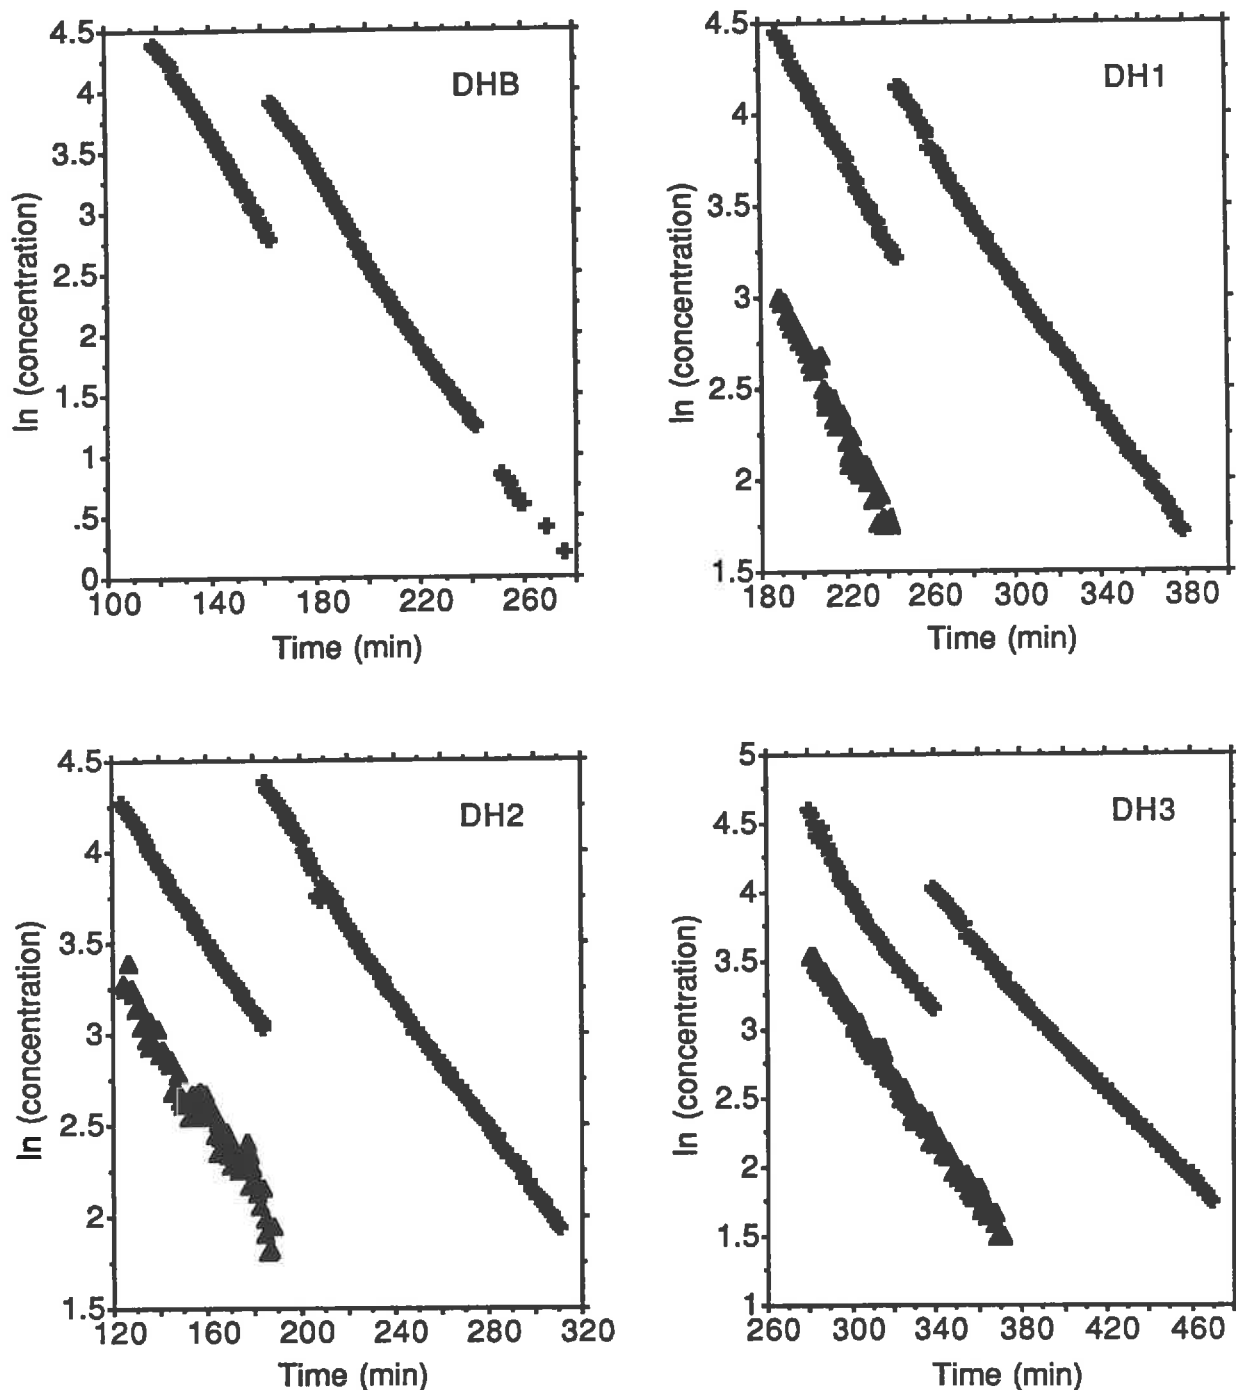 4.5
4
3.5
3
2.5
2
1.5
1
.5
0
ln (concentration)
DHB
100 140 180 220 260
Time (min)
4.5
4
3.5
3
2.5
2
1.5
ln (concentration)
DH1
180 220 260 300 340 380
Time (min)
4.5
4
3.5
3
2.5
2
1.5
ln (concentration)
DH2
120 160 200 240 280 320
Time (min)
5
4.5
4
3.5
3
2.5
2
1.5
1
ln (concentration)
DH3
260 300 340 380 420 460
Time (min)